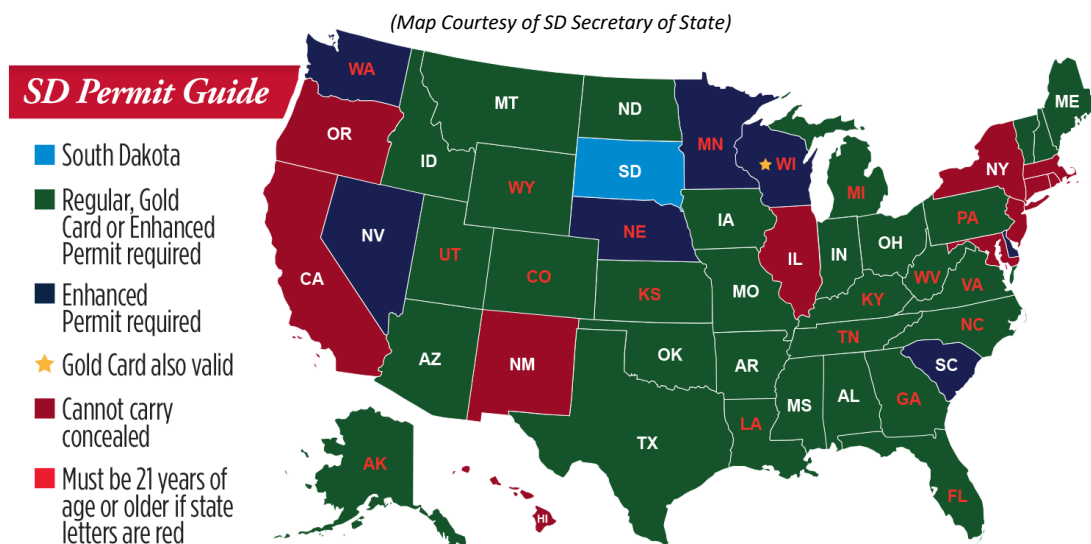 (Map Courtesy of SD Secretary of State)
SD Permit Guide
South Dakota
Regular, Gold
Card or Enhanced
Permit required
Enhanced
Permit required
Gold Card also valid
Cannot carry
concealed
Must be 21 years of
age or older if state
letters are red
WA
OR
CA
NV
ID
MT
WY
UT
CO
AZ
NM
ND
SD
NE
KS
OK
TX
MN
IA
MO
AR
LA
WI
IL
MI
IN
OH
KY
TN
MS
AL
GA
FL
SC
NC
VA
WV
PA
NY
ME
AK
HI